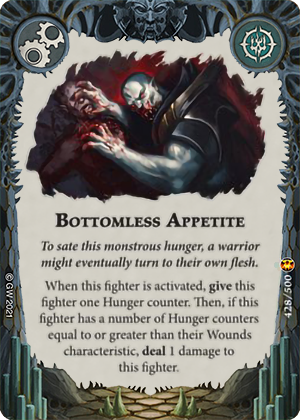 BOTTOMLESS APPETITE
To sate this monstrous hunger, a warrior
might eventually turn to their own flesh.
When this fighter is activated, give this
fighter one Hunger counter. Then, if this
fighter has a number of Hunger counters
equal to or greater than their Wounds
characteristic, deal 1 damage to
this fighter.
© GW 2021
428/500